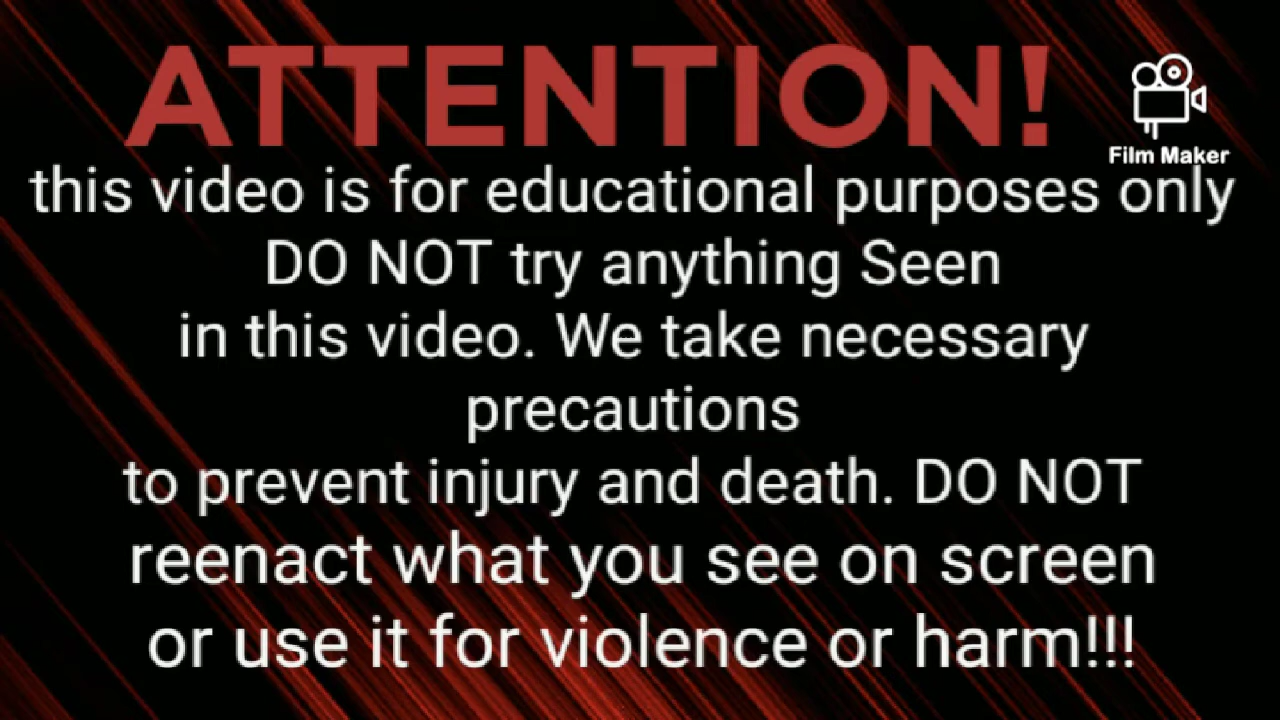 ATTENTION!
Film Maker
this video is for educational purposes only
DO NOT try anything Seen
in this video. We take necessary
precautions
to prevent injury and death. DO NOT
reenact what you see on screen
or use it for violence or harm!!!